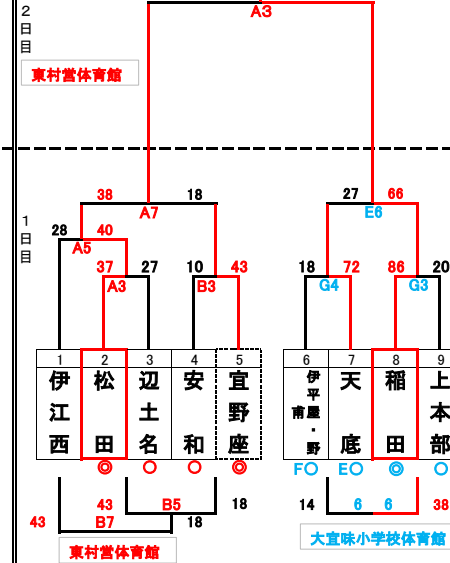 2日目
A3
東村営体育館
38 18
A7
27 66
E6
1日目
28 40
A5
37 27
A3
10 43
B3
18 72
G4
86 20
G3
1 2 3 4 5 6 7 8 9
伊江西
松田
辺土名
安和
宜野座
伊平屋・野甫
天底
稲田
上本部
◎ ○ ○ ◎ F○ E○ ◎ ○
43 B5 18
43 B7 18
14 6 6 38
東村営体育館
大宜味小学校体育館